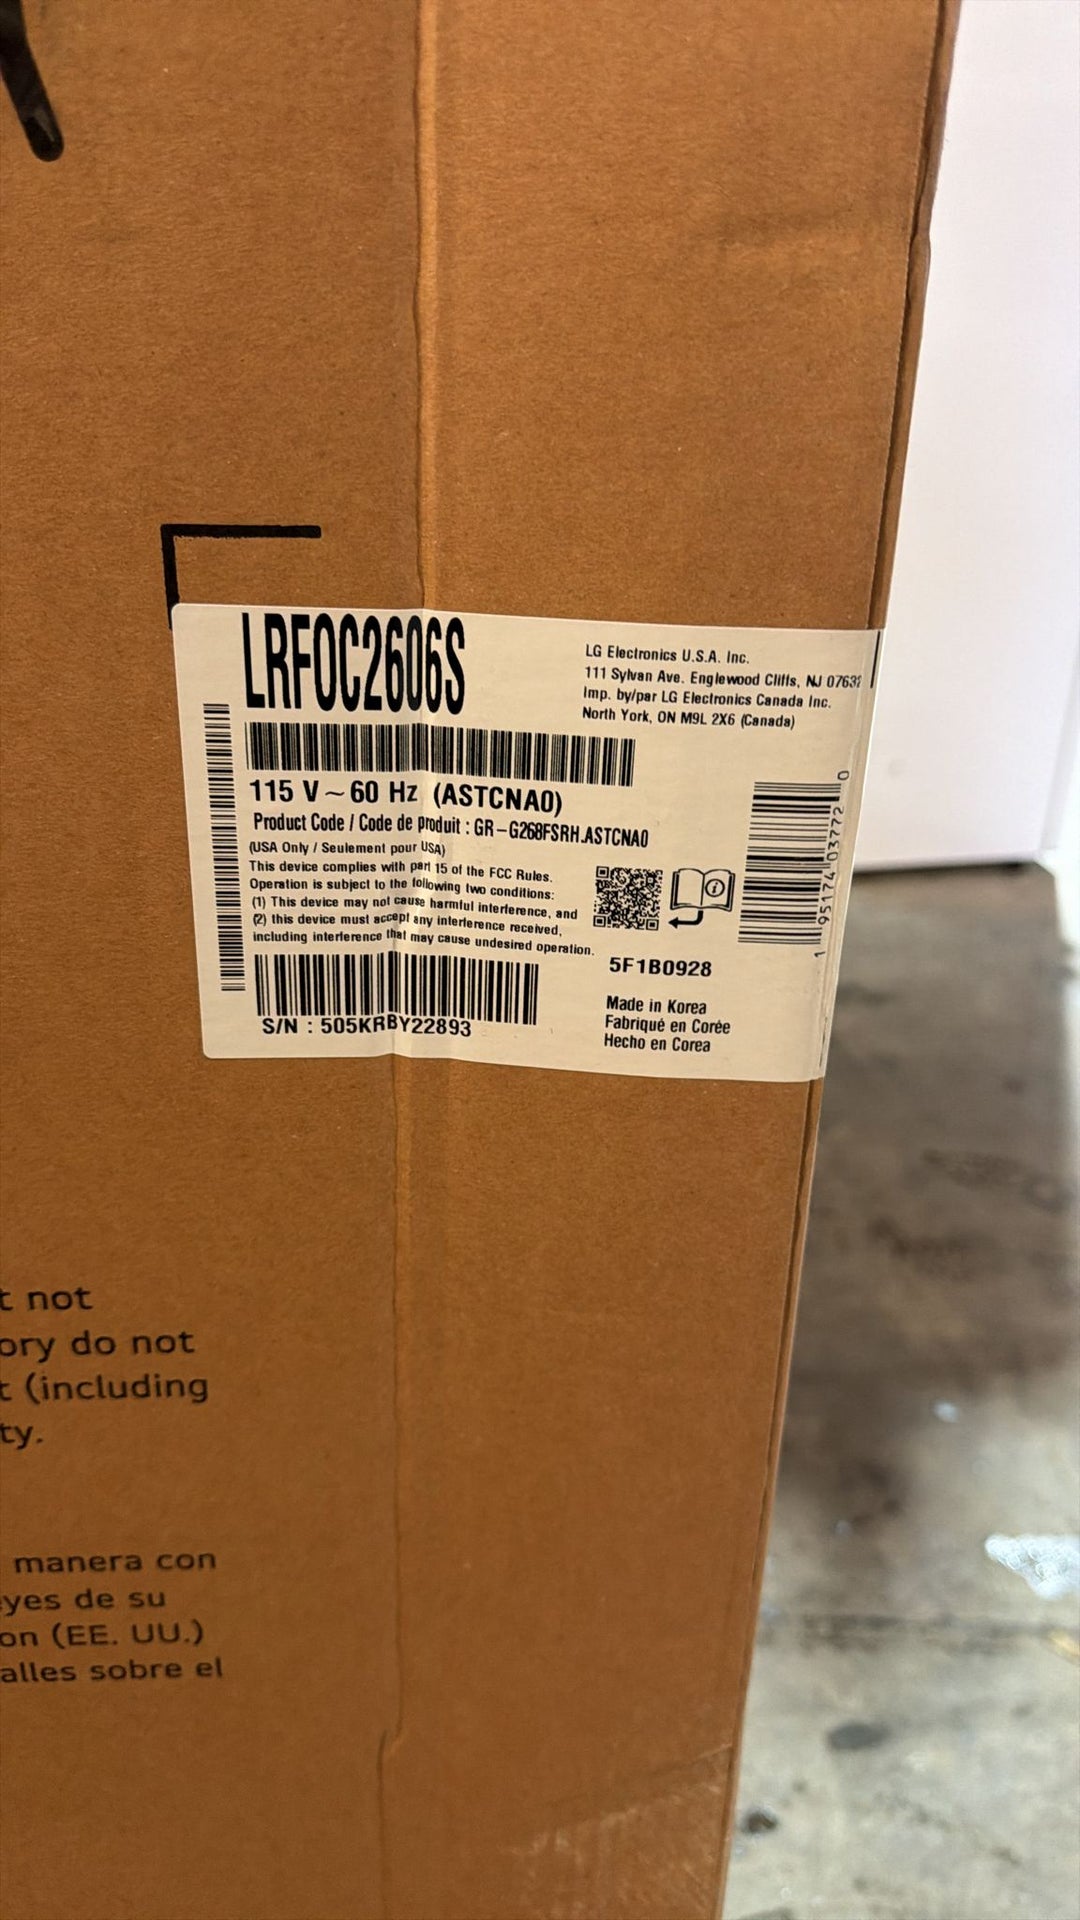 LRFOC2606S
LG Electronics U.S.A. Inc.
111 Sylvan Ave. Englewood Cliffs, NJ 07632
Imp. by/par LG Electronics Canada Inc.
North York, ON M9L 2X6 (Canada)
115 V ~ 60 Hz (ASTCNA0)
Product Code / Code de produit : GR-G268FSRH.ASTCNA0
(USA Only / Seulement pour USA)
This device complies with part 15 of the FCC Rules.
Operation is subject to the following two conditions:
(1) This device may not cause harmful interference, and
(2) this device must accept any interference received,
including interference that may cause undesired operation.
S/N : 505KRBY22893
5F1B0928
Made in Korea
Fabriqué en Corée
Hecho en Corea
1 95174 03772 0
t not
ory do not
t (including
ty.
manera con
eyes de su
on (EE. UU.)
alles sobre el